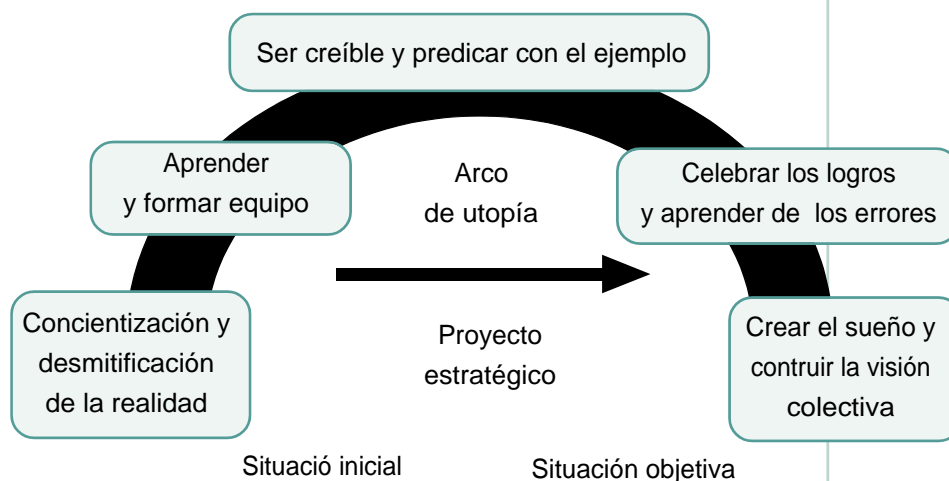 Ser creíble y predicar con el ejemplo
Aprender
y formar equipo
Arco
de utopía
Celebrar los logros
y aprender de los errores
Concientización y
desmitificación
de la realidad
Proyecto
estratégico
Crear el sueño y
contruir la visión
colectiva
Situació inicial
Situación objetiva